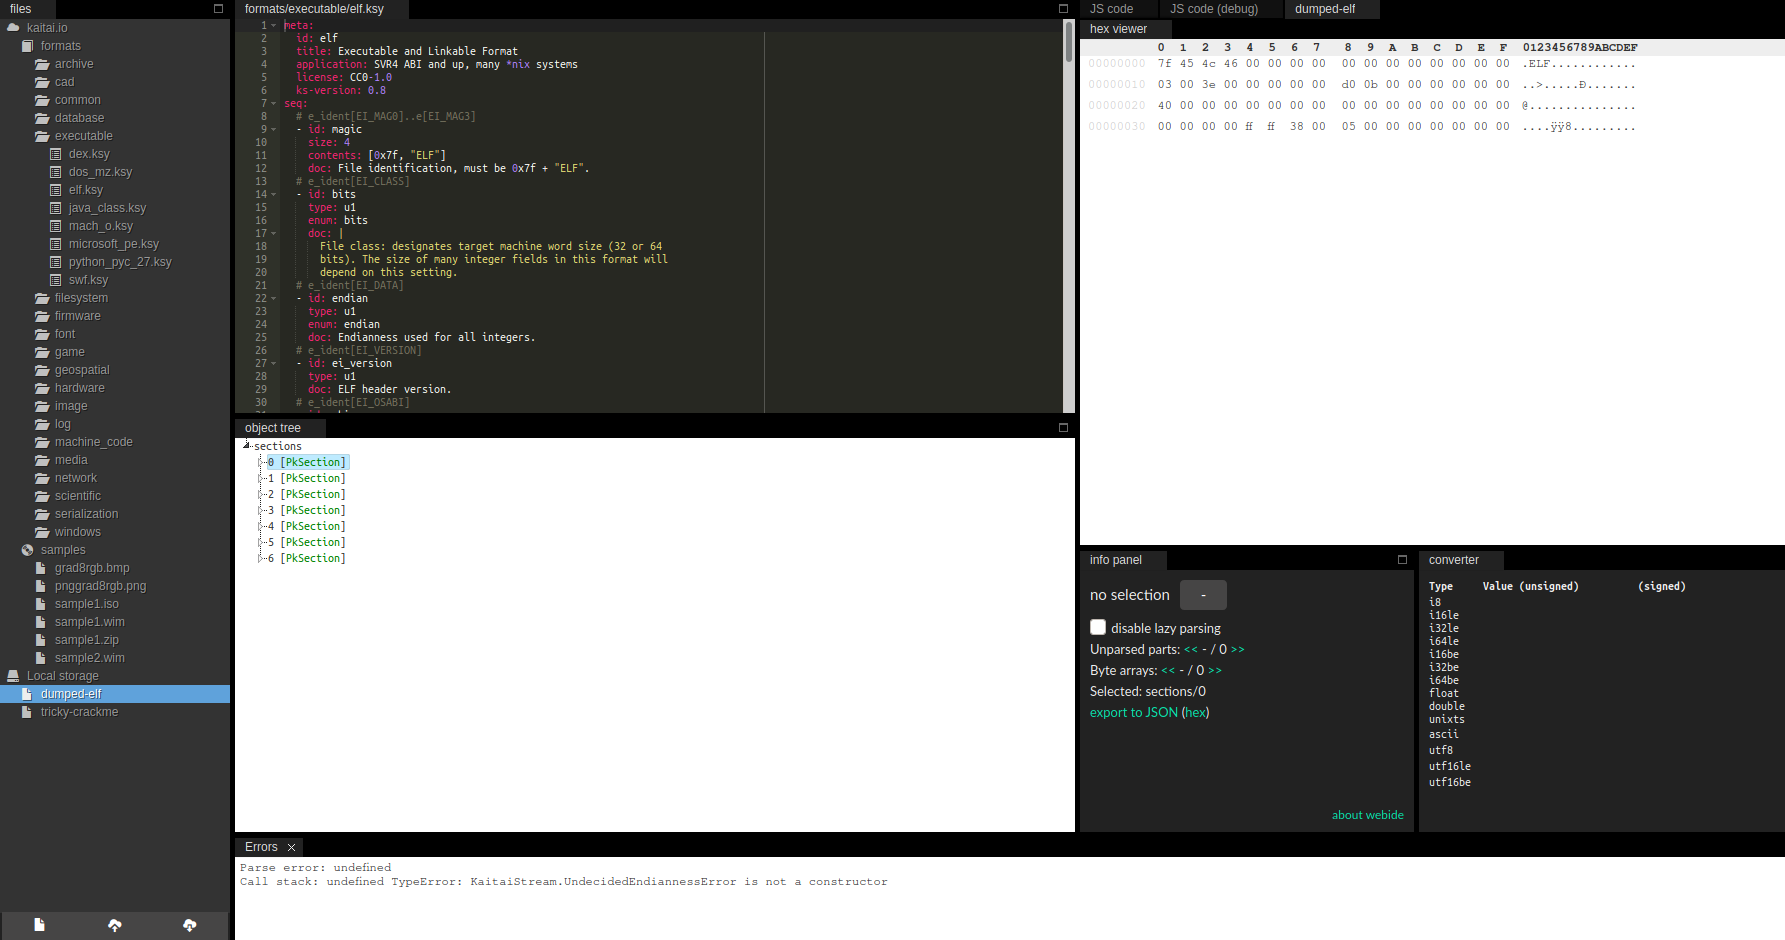 files
kaitai.io
formats
archive
cad
common
database
executable
dex.ksy
dos_mz.ksy
elf.ksy
java_class.ksy
mach_o.ksy
microsoft_pe.ksy
python_pyc_27.ksy
swf.ksy
filesystem
firmware
font
game
geospatial
hardware
image
log
machine_code
media
network
scientific
serialization
windows
samples
grad8rgb.bmp
pnggrad8rgb.png
sample1.iso
sample1.wim
sample1.zip
sample2.wim
Local storage
dumped-elf
tricky-crackme
formats/executable/elf.ksy
1 meta:
2 id: elf
3 title: Executable and Linkable Format
4 application: SVR4 ABI and up, many *nix systems
5 license: CC0-1.0
6 ks-version: 0.8
7 seq:
8 # e_ident[EI_MAG0]..e[EI_MAG3]
9 - id: magic
10 size: 4
11 contents: [0x7f, "ELF"]
12 doc: File identification, must be 0x7f + "ELF".
13 # e_ident[EI_CLASS]
14 - id: bits
15 type: u1
16 enum: bits
17 doc: |
18 File class: designates target machine word size (32 or 64
19 bits). The size of many integer fields in this format will
20 depend on this setting.
21 # e_ident[EI_DATA]
22 - id: endian
23 type: u1
24 enum: endian
25 doc: Endianness used for all integers.
26 # e_ident[EI_VERSION]
27 - id: ei_version
28 type: u1
29 doc: ELF header version.
30 # e_ident[EI_OSABI]
object tree
sections
0 [PkSection]
1 [PkSection]
2 [PkSection]
3 [PkSection]
4 [PkSection]
5 [PkSection]
6 [PkSection]
Errors
Parse error: undefined
Call stack: undefined TypeError: KaitaiStream.UndecidedEndiannessError is not a constructor
JS code JS code (debug) dumped-elf
hex viewer
0 1 2 3 4 5 6 7 8 9 A B C D E F 0123456789ABCDEF
00000000 7f 45 4c 46 00 00 00 00 00 00 00 00 00 00 00 00 .ELF............
00000010 03 00 3e 00 00 00 00 00 d0 0b 00 00 00 00 00 00 ..>.....Ð.......
00000020 40 00 00 00 00 00 00 00 00 00 00 00 00 00 00 00 @...............
00000030 00 00 00 00 ff ff 38 00 05 00 00 00 00 00 00 00 ....ÿÿ8.........
info panel
no selection -
disable lazy parsing
Unparsed parts: << - / 0 >>
Byte arrays: << - / 0 >>
Selected: sections/0
export to JSON (hex)
about webide
converter
Type Value (unsigned) (signed)
i8
i16le
i32le
i64le
i16be
i32be
i64be
float
double
unixts
ascii
utf8
utf16le
utf16be